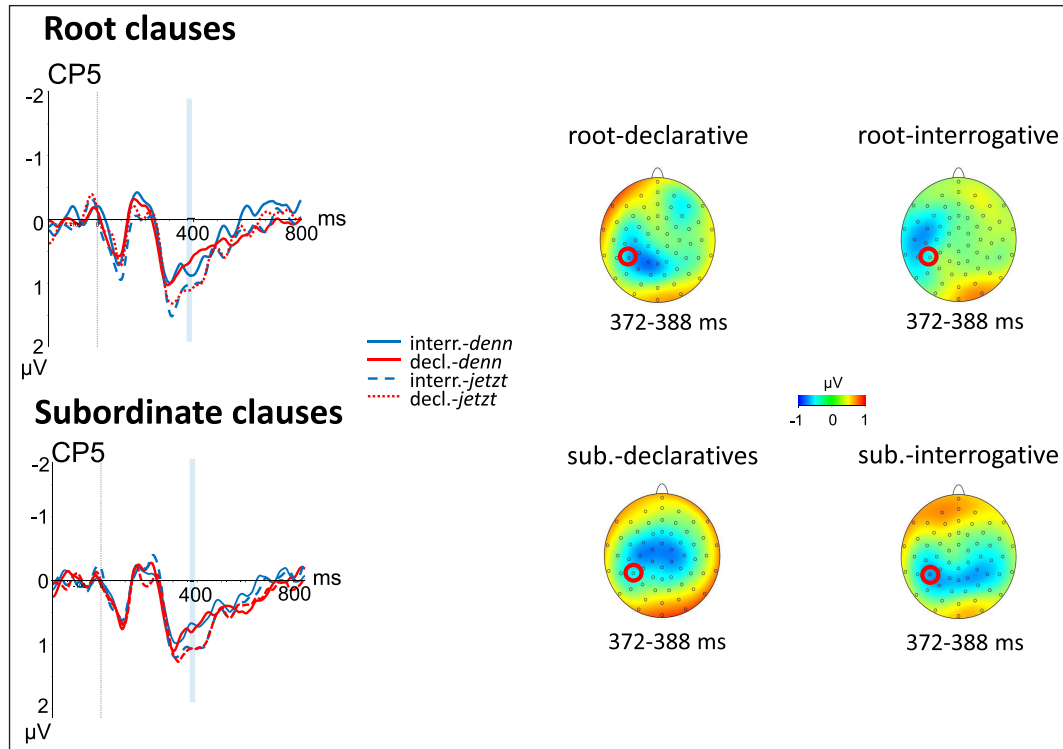 Root clauses
CP5
-2
-1
0
1
2
µV
400
800
ms
interr.-denn
decl.-denn
interr.-jetzt
decl.-jetzt
root-declarative
root-interrogative
372-388 ms
372-388 ms
µV
-1
0
1
Subordinate clauses
CP5
-2
-1
0
1
2
µV
400
800
ms
sub.-declaratives
sub.-interrogative
372-388 ms
372-388 ms